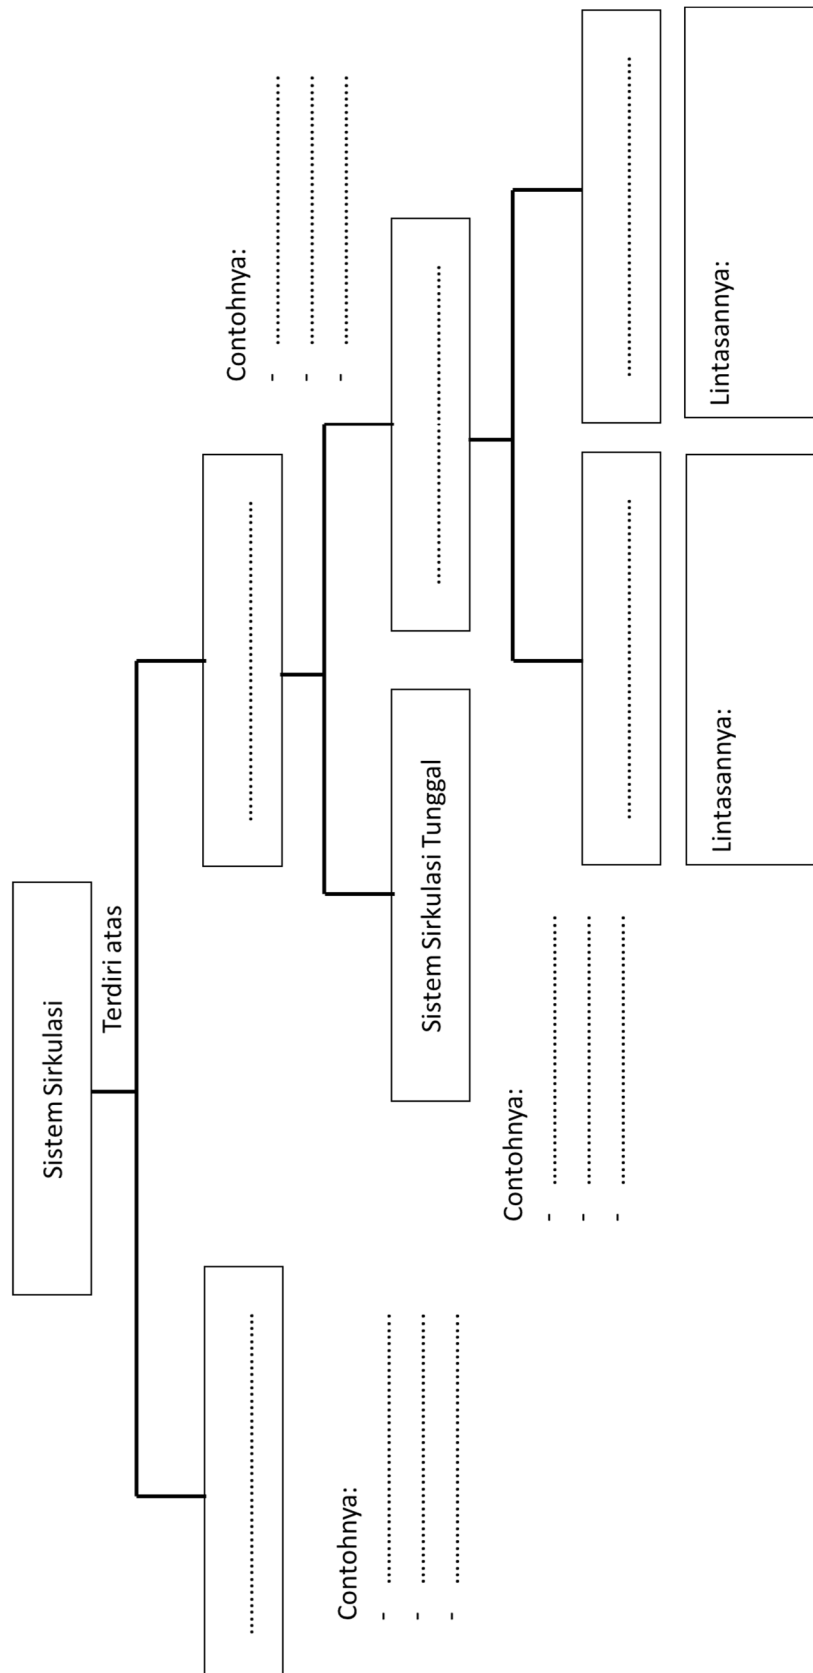 Sistem Sirkulasi
Terdiri atas
........................................................
........................................................
Contohnya:
- ...............................................
- ...............................................
- ...............................................
Contohnya:
- ...............................................
- ...............................................
- ...............................................
Sistem Sirkulasi Tunggal
........................................................
Contohnya:
- ...............................................
- ...............................................
- ...............................................
........................................................
........................................................
Lintasannya:
Lintasannya: